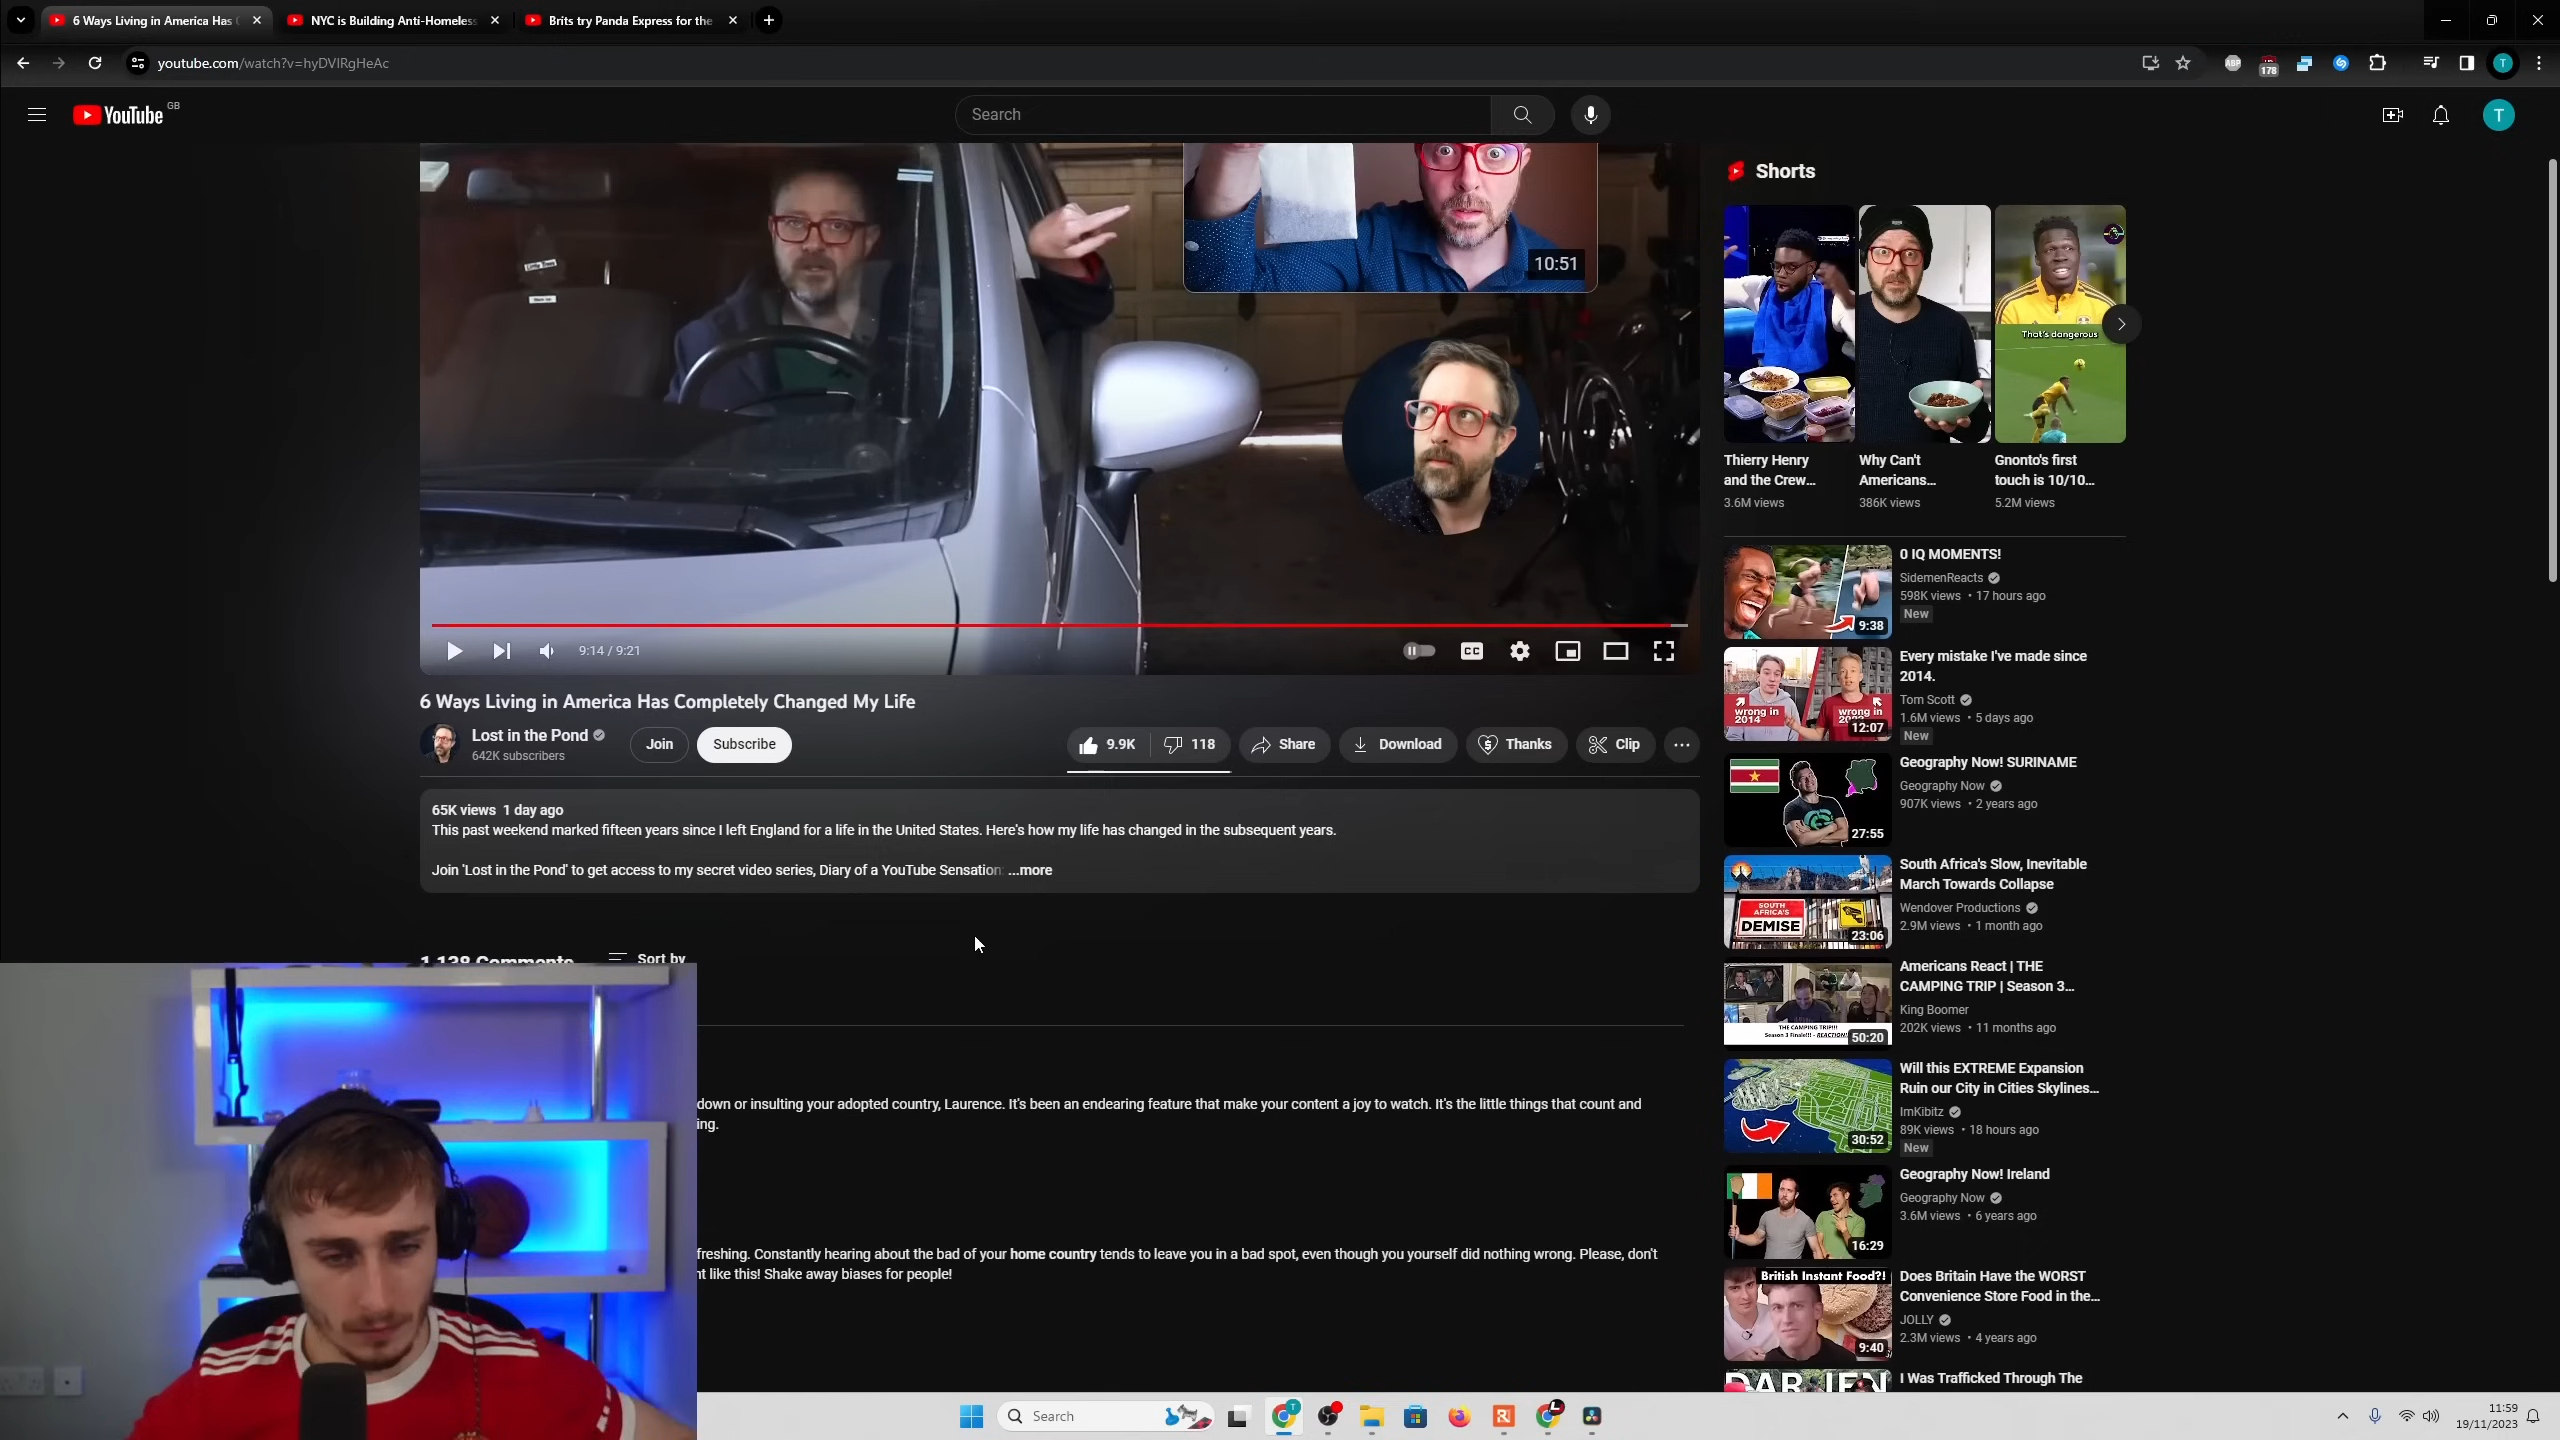 6 Ways Living in America Has
NYC is Building Anti-Homeless
Brits try Panda Express for the
youtube.com/watch?v=hyDVIRgHeAc
178
T
YouTube GB
Search
T
10:51
9:14 / 9:21
CC
6 Ways Living in America Has Completely Changed My Life
Lost in the Pond
642K subscribers
Join
Subscribe
9.9K
118
Share
Download
Thanks
Clip
65K views 1 day ago
This past weekend marked fifteen years since I left England for a life in the United States. Here's how my life has changed in the subsequent years.
Join 'Lost in the Pond' to get access to my secret video series, Diary of a YouTube Sensation: ...more
1,138 Comments
Sort by
down or insulting your adopted country, Laurence. It's been an endearing feature that make your content a joy to watch. It's the little things that count and
ing.
freshing. Constantly hearing about the bad of your home country tends to leave you in a bad spot, even though you yourself did nothing wrong. Please, don't
nt like this! Shake away biases for people!
Shorts
That's dangerous
Thierry Henry
and the Crew...
3.6M views
Why Can't
Americans...
386K views
Gnonto's first
touch is 10/10...
5.2M views
9:38
0 IQ MOMENTS!
SidemenReacts
598K views • 17 hours ago
New
wrong in
2014
wrong in
12:07
Every mistake I've made since
2014.
Tom Scott
1.6M views • 5 days ago
New
27:55
Geography Now! SURINAME
Geography Now
907K views • 2 years ago
SOUTH
AFRICA'S
DEMISE
23:06
South Africa's Slow, Inevitable
March Towards Collapse
Wendover Productions
2.9M views • 1 month ago
THE CAMPING TRIP!!!
Season 3 Finale!!! - REACTION!
50:20
Americans React | THE
CAMPING TRIP | Season 3...
King Boomer
202K views • 11 months ago
30:52
Will this EXTREME Expansion
Ruin our City in Cities Skylines...
ImKibitz
89K views • 18 hours ago
New
16:29
Geography Now! Ireland
Geography Now
3.6M views • 6 years ago
British Instant Food?!
9:40
Does Britain Have the WORST
Convenience Store Food in the...
JOLLY
2.3M views • 4 years ago
DARIEN
I Was Trafficked Through The
Search
11:59
19/11/2023